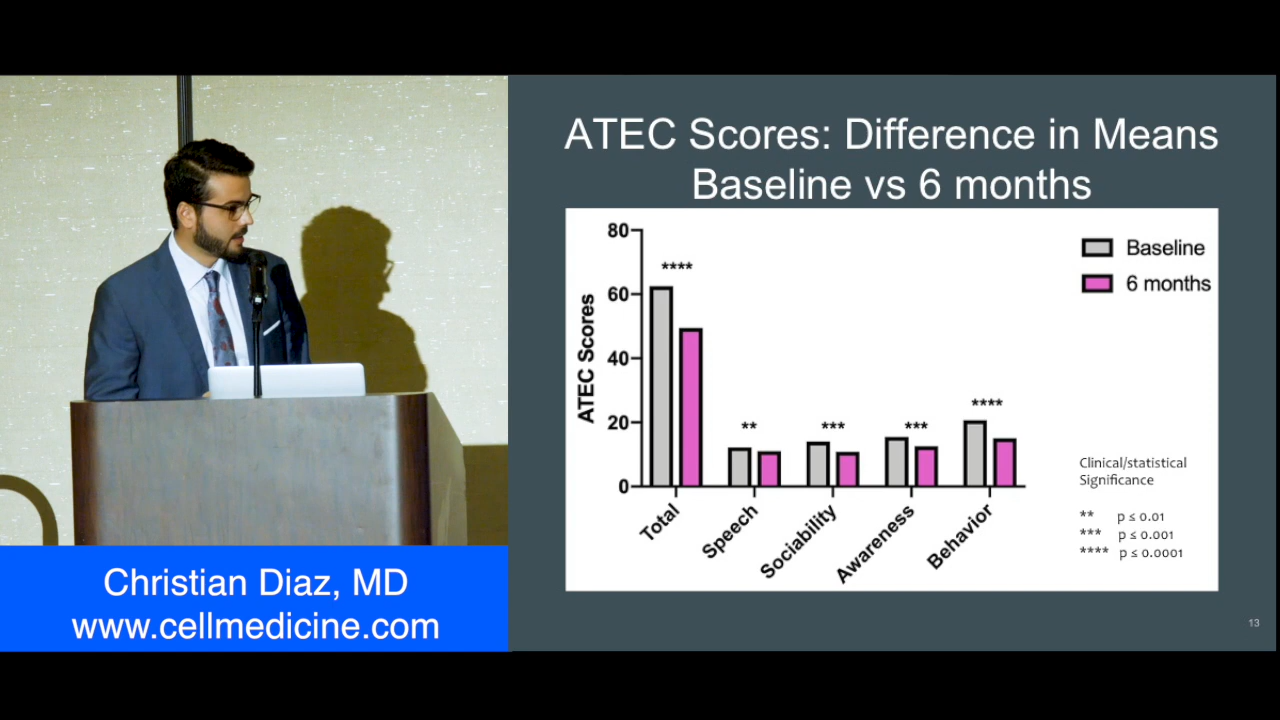 ATEC Scores: Difference in Means
Baseline vs 6 months
80
60
40
20
0
ATEC Scores
****
**
***
***
****
Total
Speech
Sociability
Awareness
Behavior
Baseline
6 months
Clinical/statistical
Significance
** p ≤ 0.01
*** p ≤ 0.001
**** p ≤ 0.0001
13
Christian Diaz, MD
www.cellmedicine.com